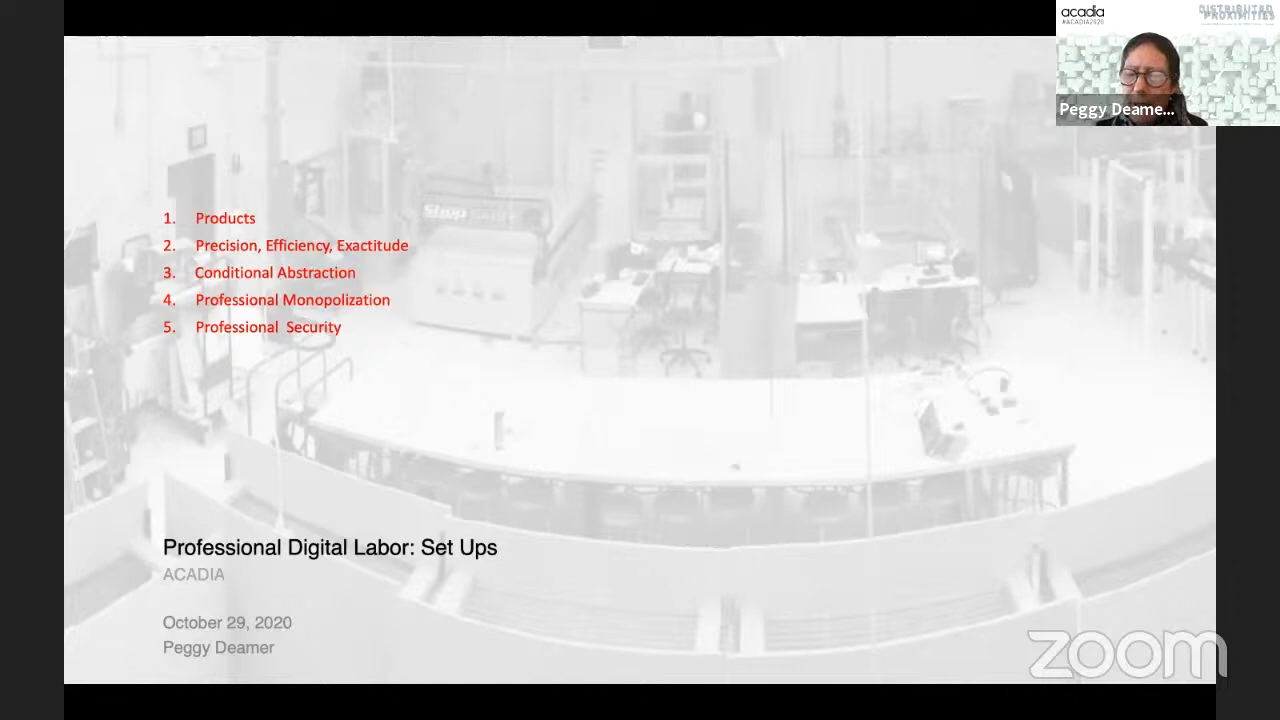 acadia
#ACADIA2020
DISTRIBUTED
PROXIMITIES
Peggy Deame...
1. Products
2. Precision, Efficiency, Exactitude
3. Conditional Abstraction
4. Professional Monopolization
5. Professional Security
Professional Digital Labor: Set Ups
ACADIA
October 29, 2020
Peggy Deamer
zoom